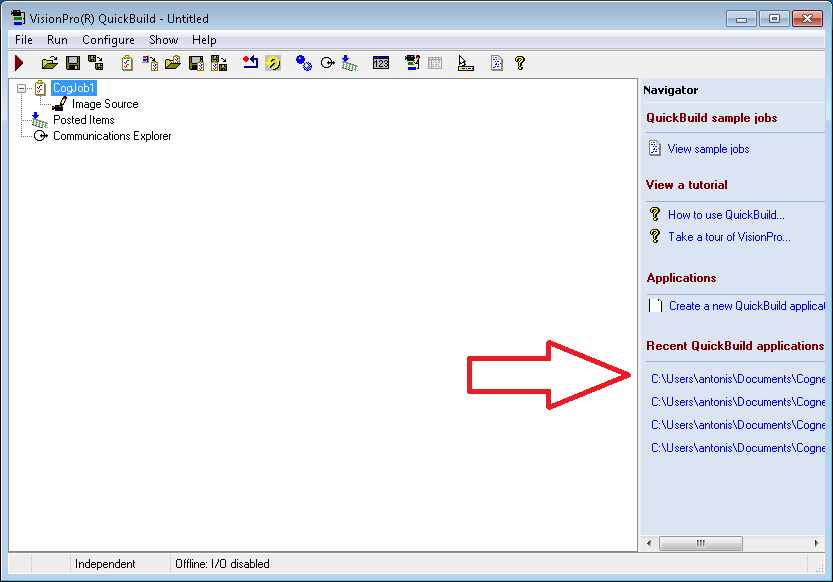 VisionPro(R) QuickBuild - Untitled
File Run Configure Show Help
123
CogJob1
Image Source
Posted Items
Communications Explorer
Navigator
QuickBuild sample jobs
View sample jobs
View a tutorial
How to use QuickBuild...
Take a tour of VisionPro...
Applications
Create a new QuickBuild applicat
Recent QuickBuild applications
C:\Users\antonis\Documents\Cogne
C:\Users\antonis\Documents\Cogne
C:\Users\antonis\Documents\Cogne
C:\Users\antonis\Documents\Cogne
Independent Offline: I/O disabled